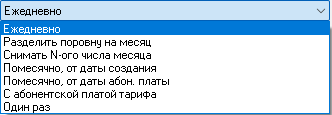 Ежедневно
Ежедневно
Разделить поровну на месяц
Снимать N-ого числа месяца
Помесячно, от даты создания
Помесячно, от даты абон. платы
С абонентской платой тарифа
Один раз